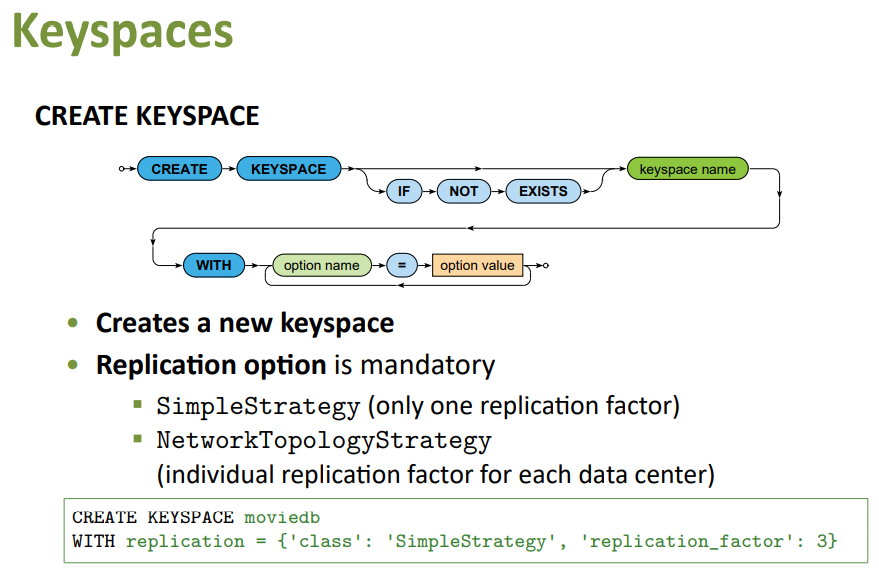 Keyspaces
CREATE KEYSPACE
CREATE KEYSPACE keyspace name
IF NOT EXISTS
WITH option name = option value
• Creates a new keyspace
• Replication option is mandatory
▪ SimpleStrategy (only one replication factor)
▪ NetworkTopologyStrategy
(individual replication factor for each data center)
CREATE KEYSPACE moviedb
WITH replication = {'class': 'SimpleStrategy', 'replication_factor': 3}